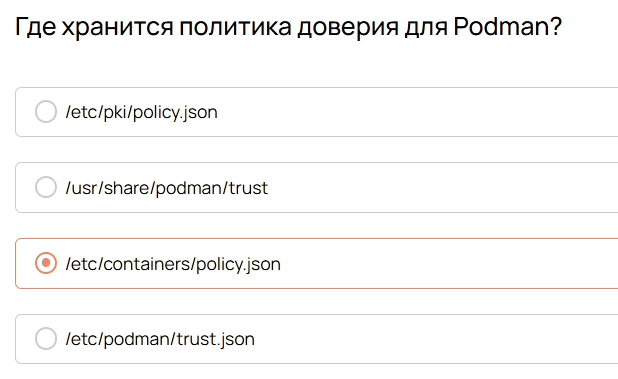 Где хранится политика доверия для Podman?
/etc/pki/policy.json
/usr/share/podman/trust
/etc/containers/policy.json
/etc/podman/trust.json